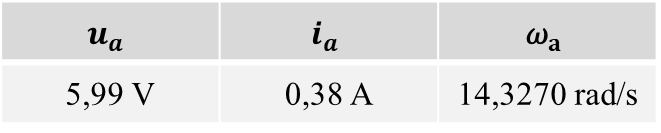 u_a i_a ω_a
5,99 V 0,38 A 14,3270 rad/s